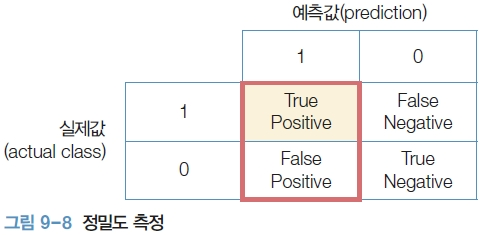 예측값(prediction)
1 0
실제값
(actual class)
1
True
Positive
False
Negative
0
False
Positive
True
Negative
그림 9-8 정밀도 측정